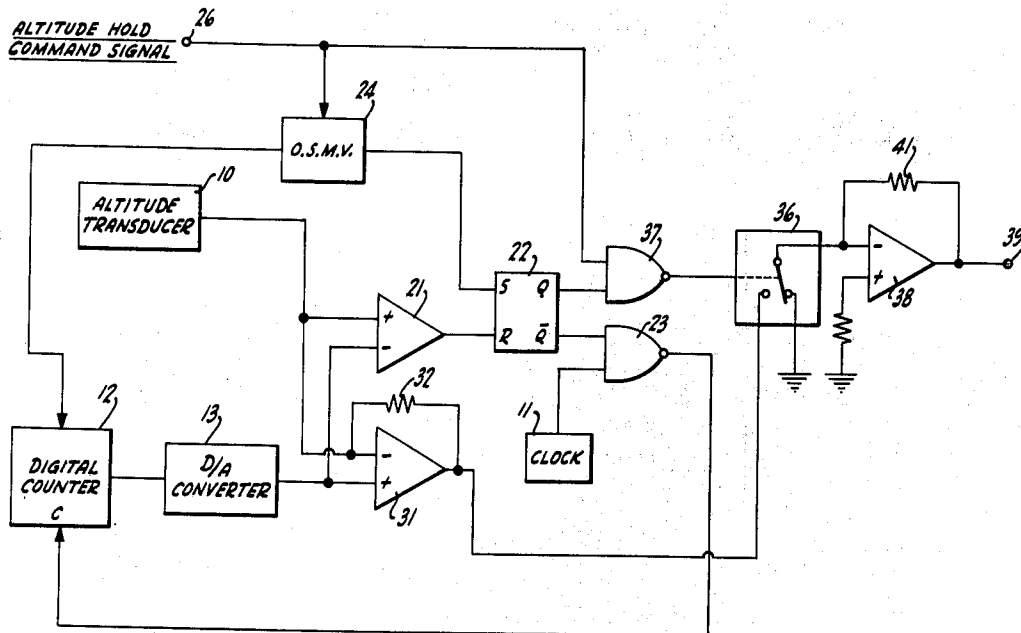 ALTITUDE HOLD
COMMAND SIGNAL
26
24
O.S.M.V.
10
ALTITUDE
TRANSDUCER
41
36
39
37
38
22
S Q
R Q̅
21
23
32
12
13
11
CLOCK
DIGITAL
COUNTER
C
D/A
CONVERTER
31
+
-
-
+
-
+